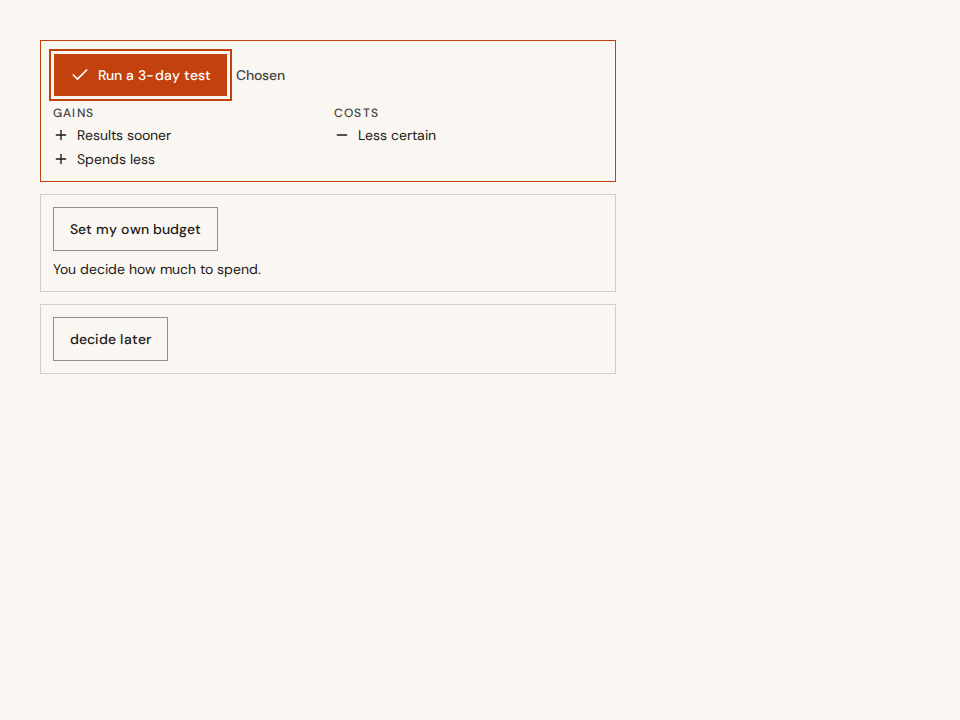 Run a 3-day test Chosen
GAINS COSTS
Results sooner Less certain
Spends less
Set my own budget
You decide how much to spend.
decide later